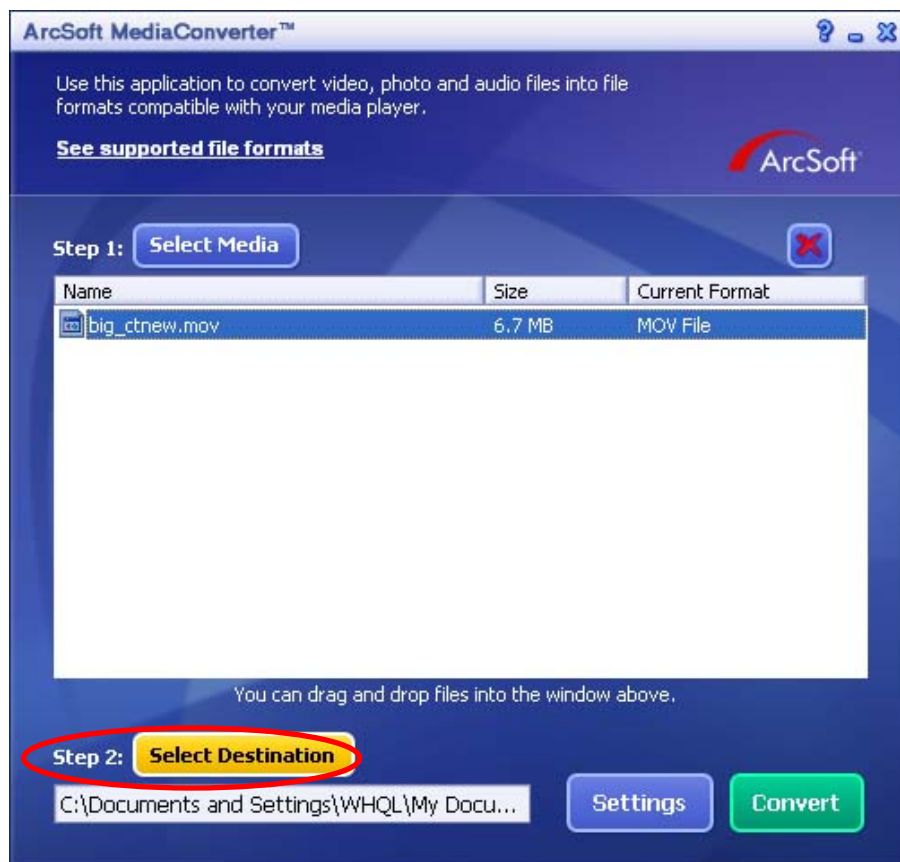 ArcSoft MediaConverter™
Use this application to convert video, photo and audio files into file
formats compatible with your media player.
See supported file formats
ArcSoft
Step 1: Select Media
Name Size Current Format
big_ctnew.mov 6.7 MB MOV File
You can drag and drop files into the window above.
Step 2: Select Destination
C:\Documents and Settings\WHQL\My Docu...
Settings Convert